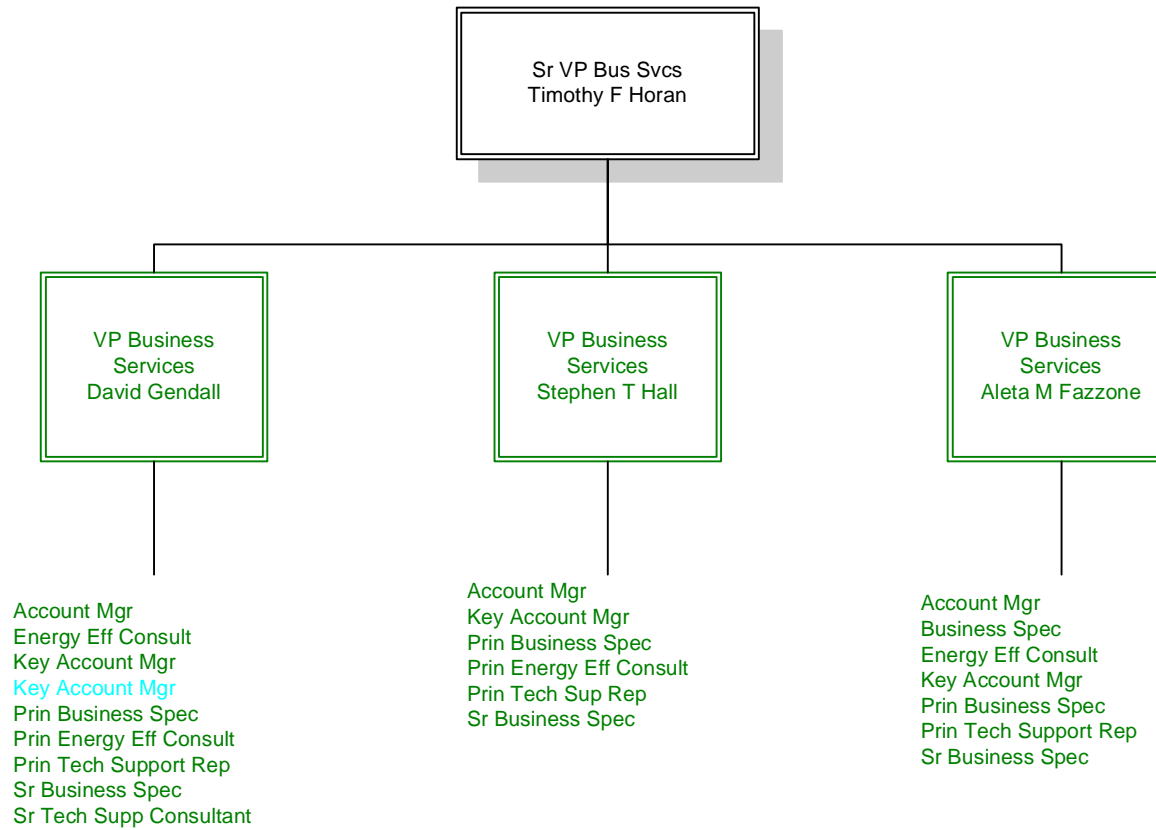 Sr VP Bus Svcs
Timothy F Horan
VP Business
Services
David Gendall
VP Business
Services
Stephen T Hall
VP Business
Services
Aleta M Fazzone
Account Mgr
Energy Eff Consult
Key Account Mgr
Key Account Mgr
Prin Business Spec
Prin Energy Eff Consult
Prin Tech Support Rep
Sr Business Spec
Sr Tech Supp Consultant
Account Mgr
Key Account Mgr
Prin Business Spec
Prin Energy Eff Consult
Prin Tech Sup Rep
Sr Business Spec
Account Mgr
Business Spec
Energy Eff Consult
Key Account Mgr
Prin Business Spec
Prin Tech Support Rep
Sr Business Spec